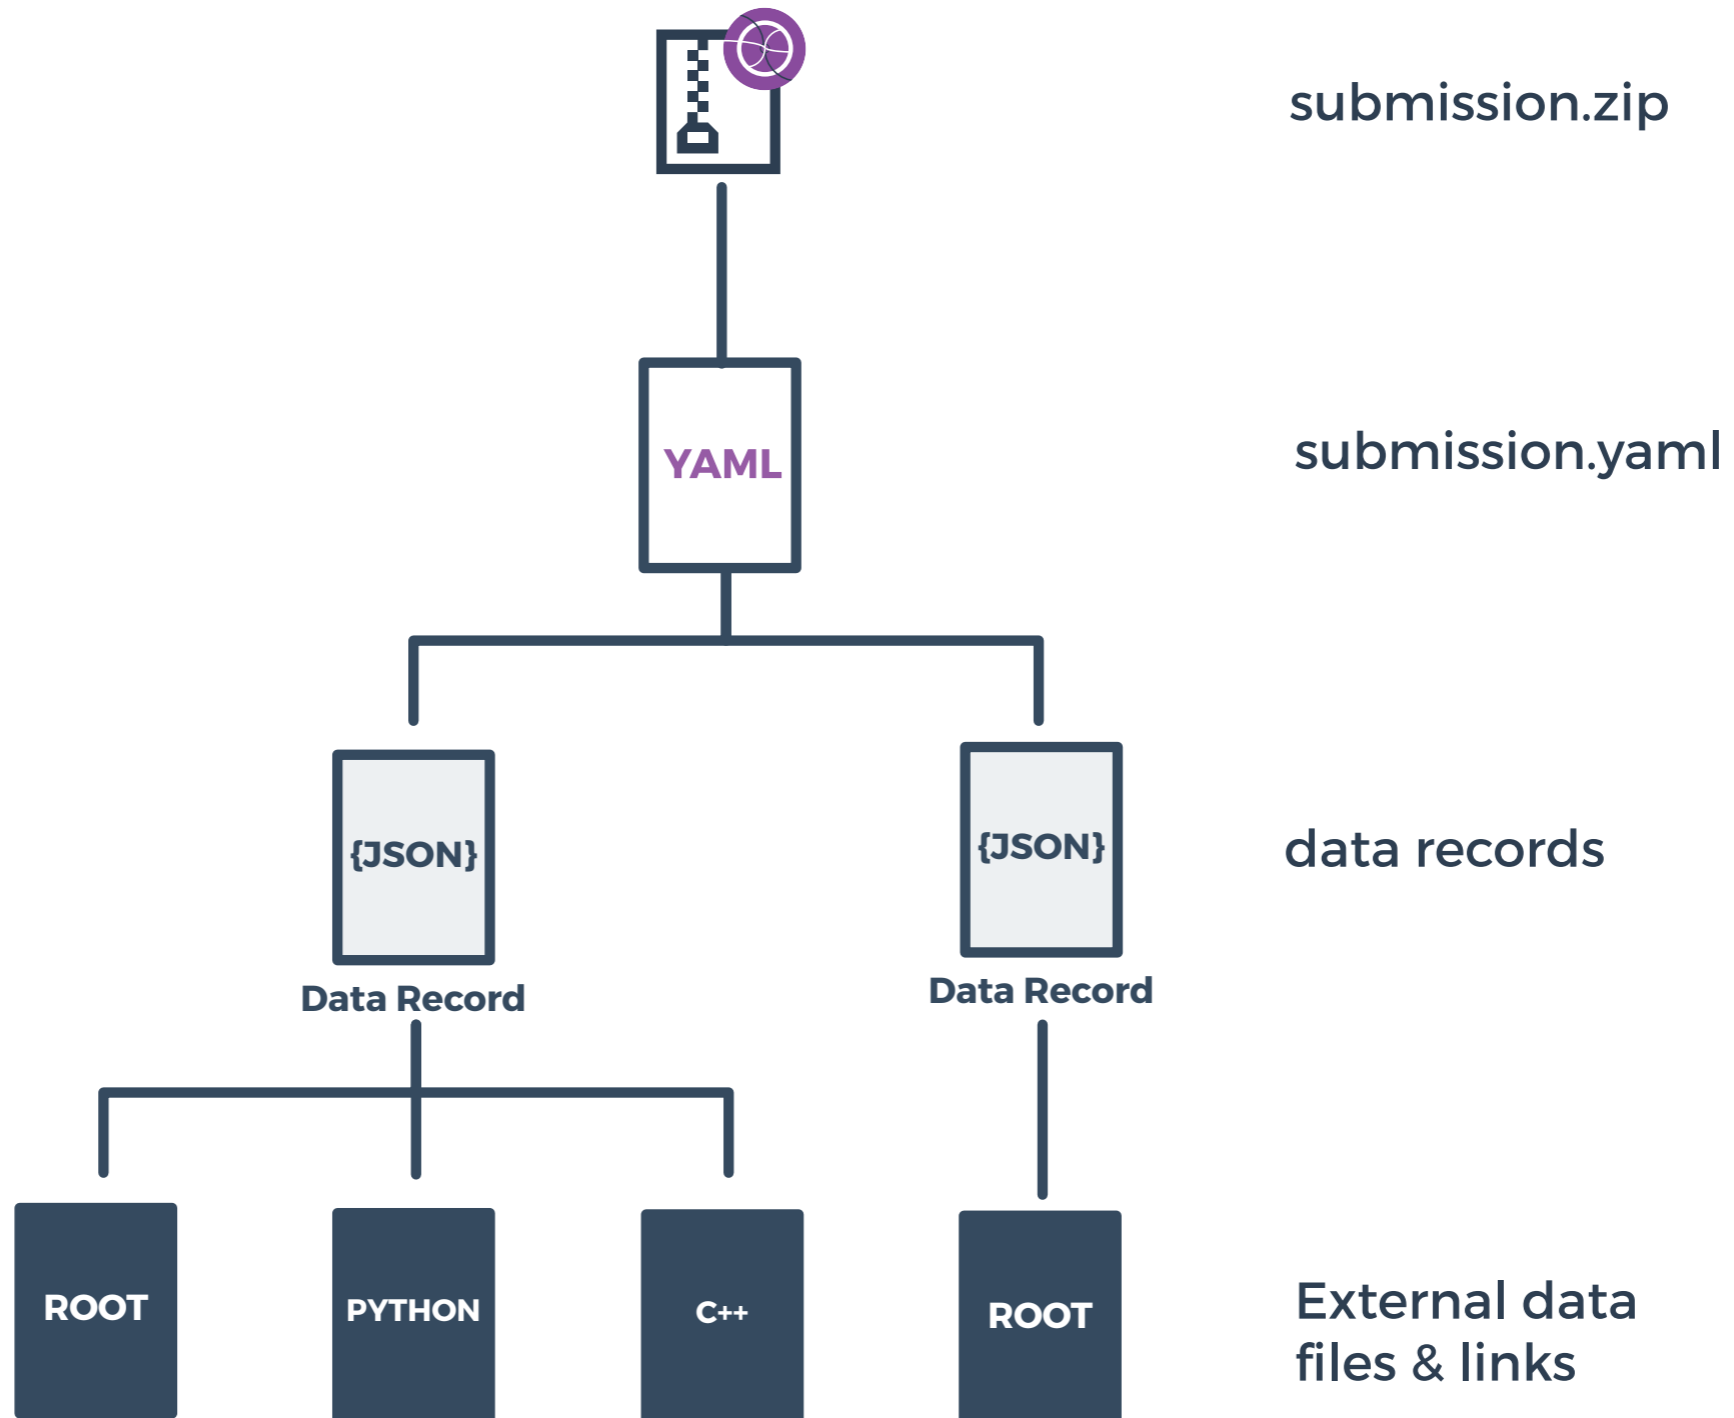 submission.zip
YAML
submission.yaml
{JSON}
{JSON}
data records
Data Record
Data Record
ROOT
PYTHON
C++
ROOT
External data
files & links